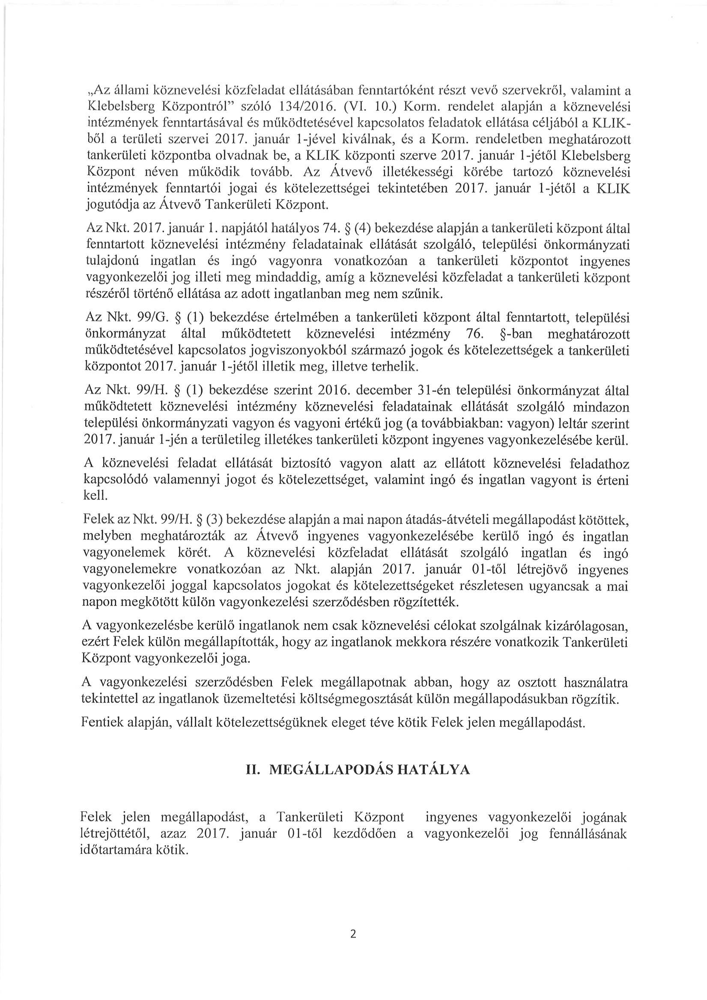 „Az állami köznevelési közfeladat ellátásában fenntartóként részt vevő szervekről, valamint a
Klebelsberg Központról” szóló 134/2016. (VI. 10.) Korm. rendelet alapján a köznevelési
intézmények fenntartásával és működtetésével kapcsolatos feladatok ellátása céljából a KLIK-
ből a területi szervei 2017. január 1-jével kiválnak, és a Korm. rendeletben meghatározott
tankerületi központba olvadnak be, a KLIK központi szerve 2017. január 1-jétől Klebelsberg
Központ néven működik tovább. Az Átvevő illetékességi körébe tartozó köznevelési
intézmények fenntartói jogai és kötelezettségei tekintetében 2017. január 1-jétől a KLIK
jogutódja az Átvevő Tankerületi Központ.
Az Nkt. 2017. január 1. napjától hatályos 74. § (4) bekezdése alapján a tankerületi központ által
fenntartott köznevelési intézmény feladatainak ellátását szolgáló, települési önkormányzati
tulajdonú ingatlan és ingó vagyonra vonatkozóan a tankerületi központot ingyenes
vagyonkezelői jog illeti meg mindaddig, amíg a köznevelési közfeladat a tankerületi központ
részéről történő ellátása az adott ingatlanban meg nem szűnik.
Az Nkt. 99/G. § (1) bekezdése értelmében a tankerületi központ által fenntartott, települési
önkormányzat által működtetett köznevelési intézmény 76. §-ban meghatározott
működtetésével kapcsolatos jogviszonyokból származó jogok és kötelezettségek a tankerületi
központot 2017. január 1-jétől illetik meg, illetve terhelik.
Az Nkt. 99/H. § (1) bekezdése szerint 2016. december 31-én települési önkormányzat által
működtetett köznevelési intézmény köznevelési feladatainak ellátását szolgáló mindazon
települési önkormányzati vagyon és vagyoni értékű jog (a továbbiakban: vagyon) leltár szerint
2017. január 1-jén a területileg illetékes tankerületi központ ingyenes vagyonkezelésébe kerül.
A köznevelési feladat ellátását biztosító vagyon alatt az ellátott köznevelési feladathoz
kapcsolódó valamennyi jogot és kötelezettséget, valamint ingó és ingatlan vagyont is érteni
kell.
Felek az Nkt. 99/H. § (3) bekezdése alapján a mai napon átadás-átvételi megállapodást kötöttek,
melyben meghatározták az Átvevő ingyenes vagyonkezelésébe kerülő ingó és ingatlan
vagyonelemek körét. A köznevelési közfeladat ellátását szolgáló ingatlan és ingó
vagyonelemekre vonatkozóan az Nkt. alapján 2017. január 01-től létrejövő ingyenes
vagyonkezelői joggal kapcsolatos jogokat és kötelezettségeket részletesen ugyancsak a mai
napon megkötött külön vagyonkezelési szerződésben rögzítették.
A vagyonkezelésbe kerülő ingatlanok nem csak köznevelési célokat szolgálnak kizárólagosan,
ezért Felek külön megállapították, hogy az ingatlanok mekkora részére vonatkozik Tankerületi
Központ vagyonkezelői joga.
A vagyonkezelési szerződésben Felek megállapotnak abban, hogy az osztott használatra
tekintettel az ingatlanok üzemeltetési költségmegosztását külön megállapodásukban rögzítik.
Fentiek alapján, vállalt kötelezettségüknek eleget téve kötik Felek jelen megállapodást.
II. MEGÁLLAPODÁS HATÁLYA
Felek jelen megállapodást, a Tankerületi Központ ingyenes vagyonkezelői jogának
létrejöttétől, azaz 2017. január 01-től kezdődően a vagyonkezelői jog fennállásának
időtartamára kötik.
2